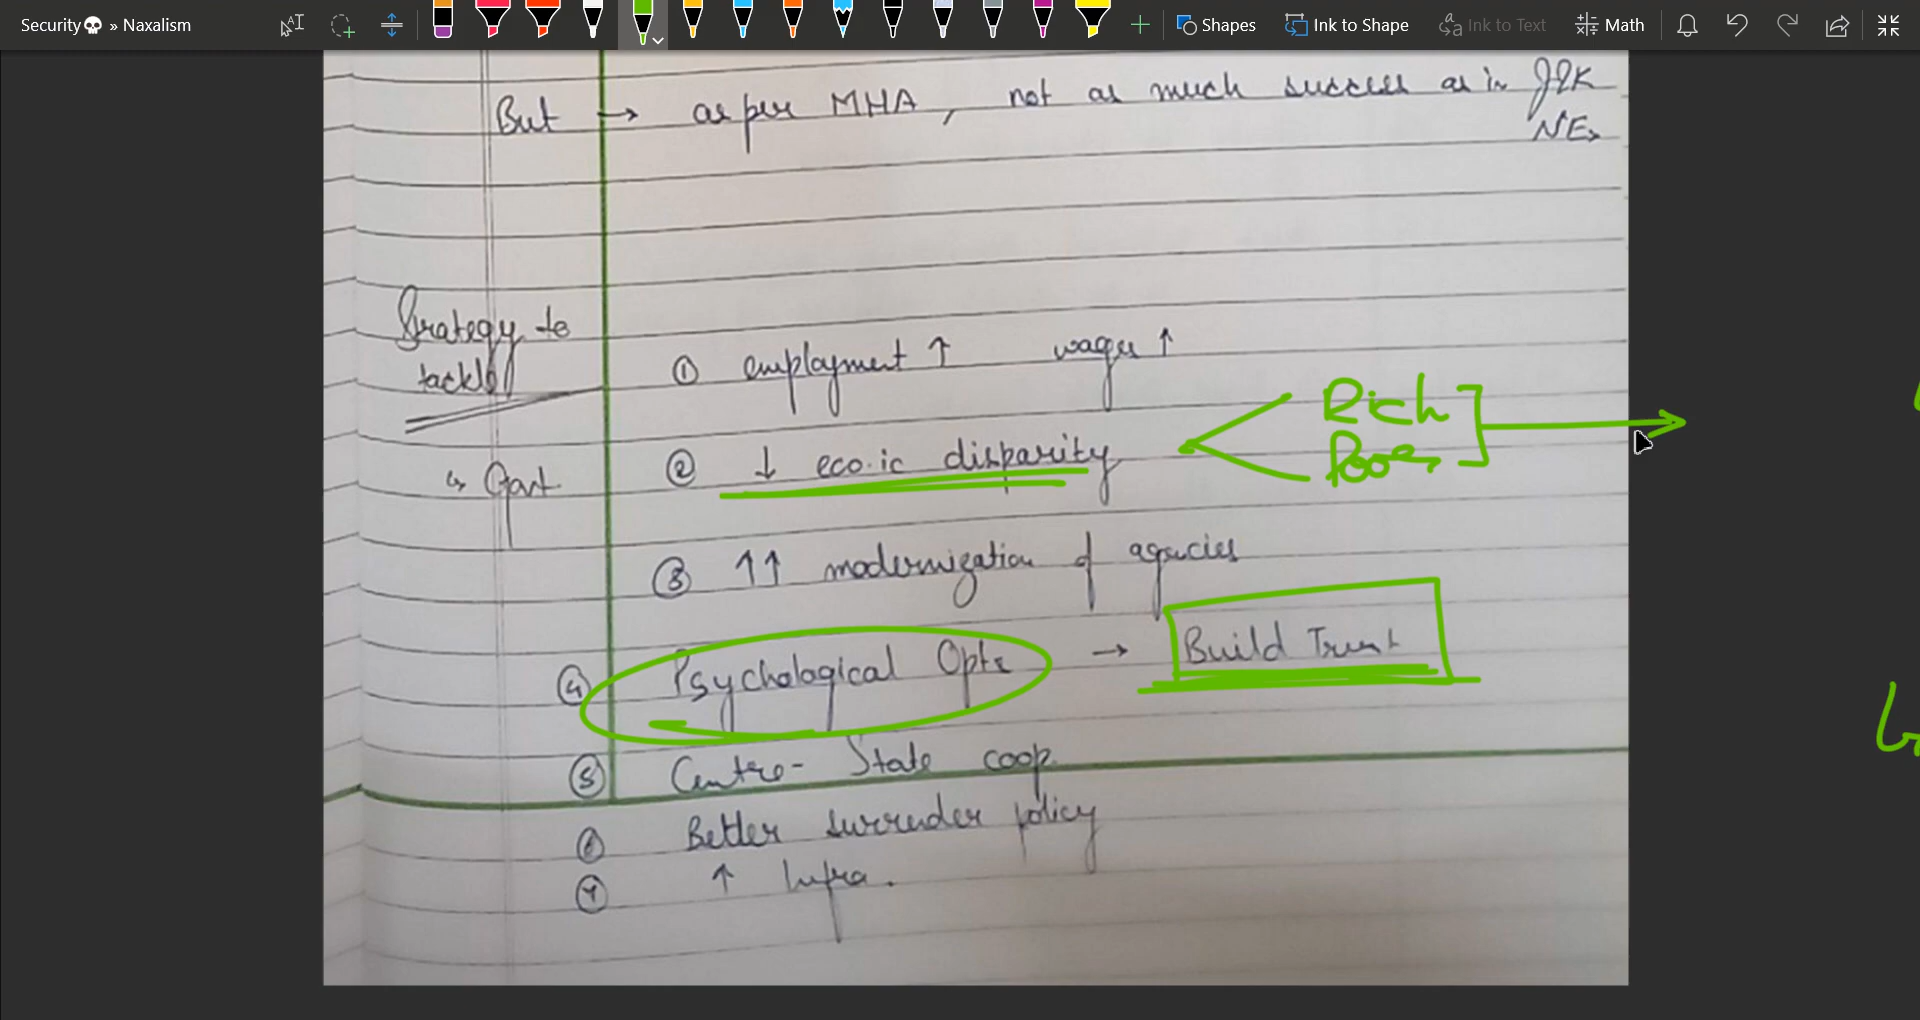 Security💀 » Naxalism
Shapes Ink to Shape Ink to Text Math
But → as per MHA, not as much success as in J&K
NE
Strategy to
tackle
↳ Govt
① employment ↑ wages ↑
② ↓ eco.ic disparity
Rich
Poor
③ ↑↑ modernization of agencies
④ Psychological Opts → Build Trust
⑤ Centre - State coop.
⑥ Better surrender policy
⑦ ↑ Infra.